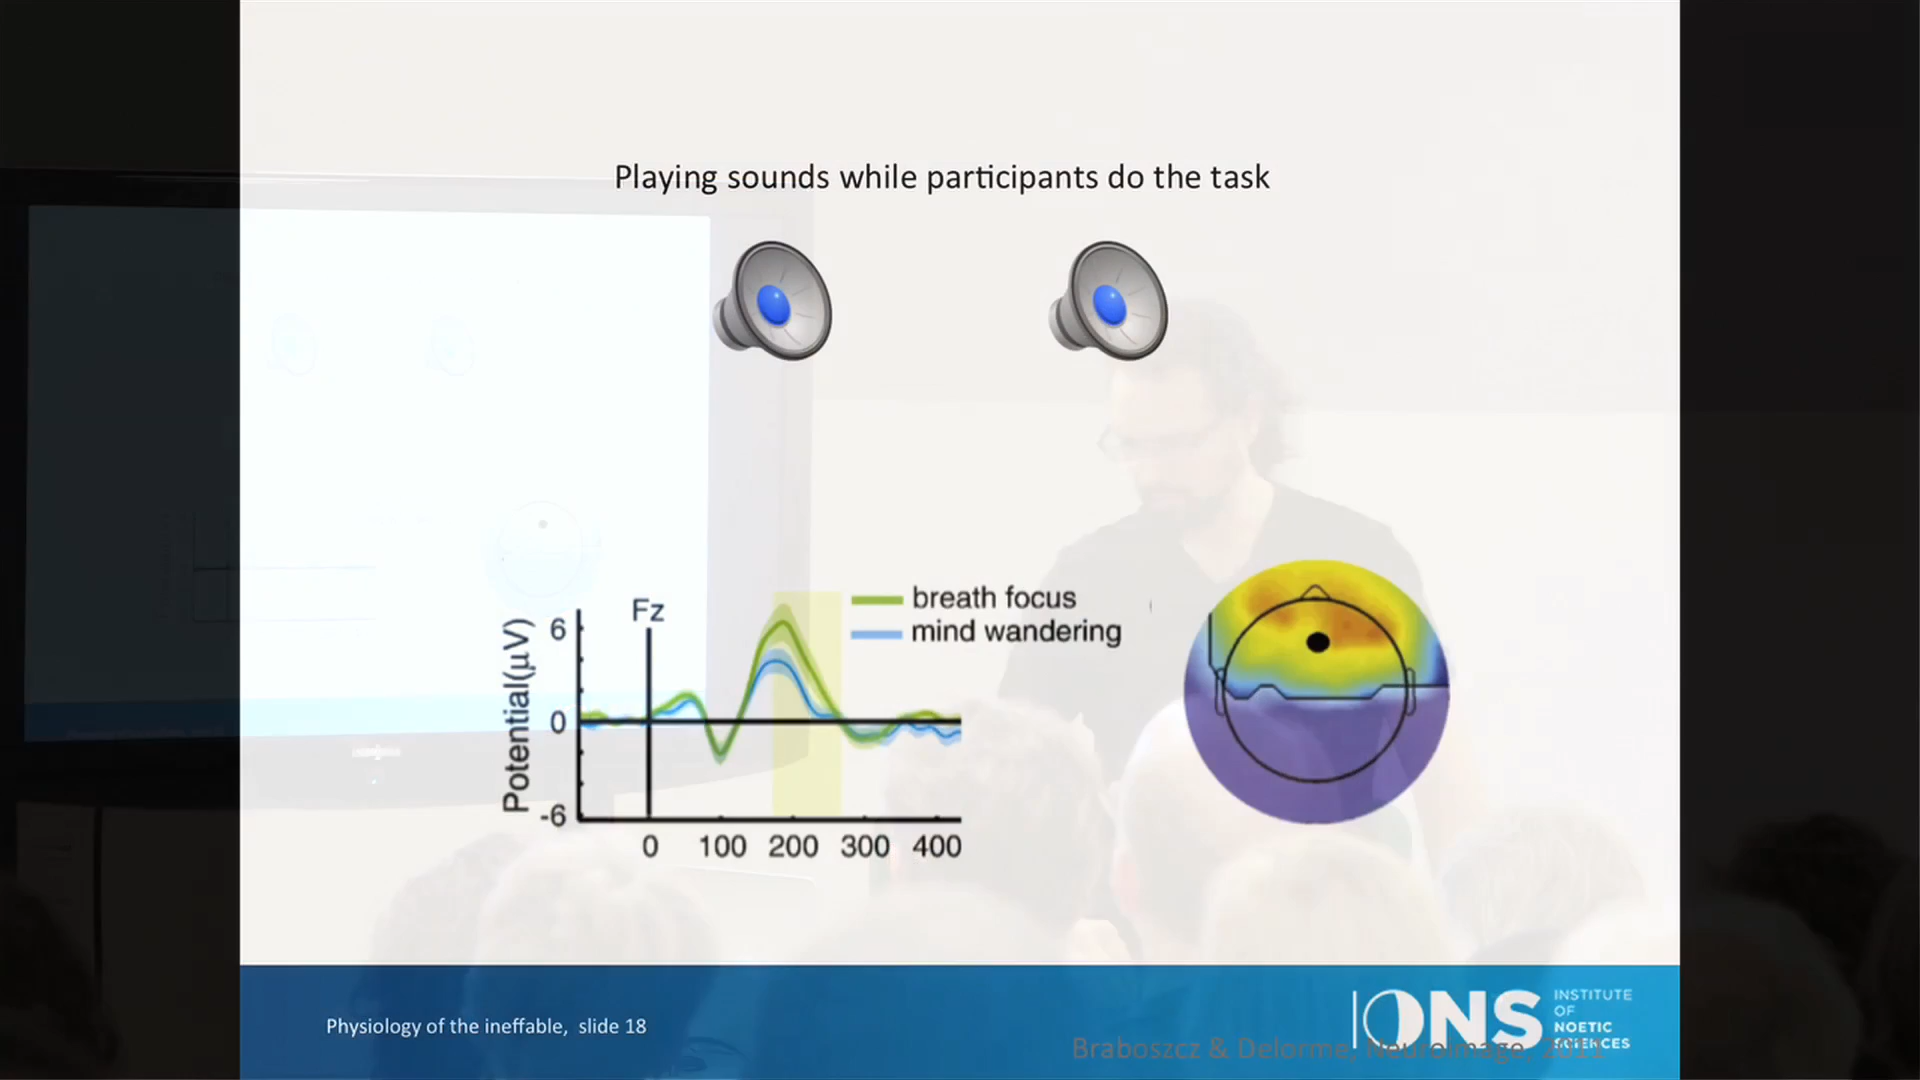 Playing sounds while participants do the task
Fz
breath focus
mind wandering
Potential(µV)
6
0
-6
0 100 200 300 400
Physiology of the ineffable, slide 18
IONS
INSTITUTE
OF
NOETIC
SCIENCES
Braboszcz & Delorme, Neuroimage, 2011